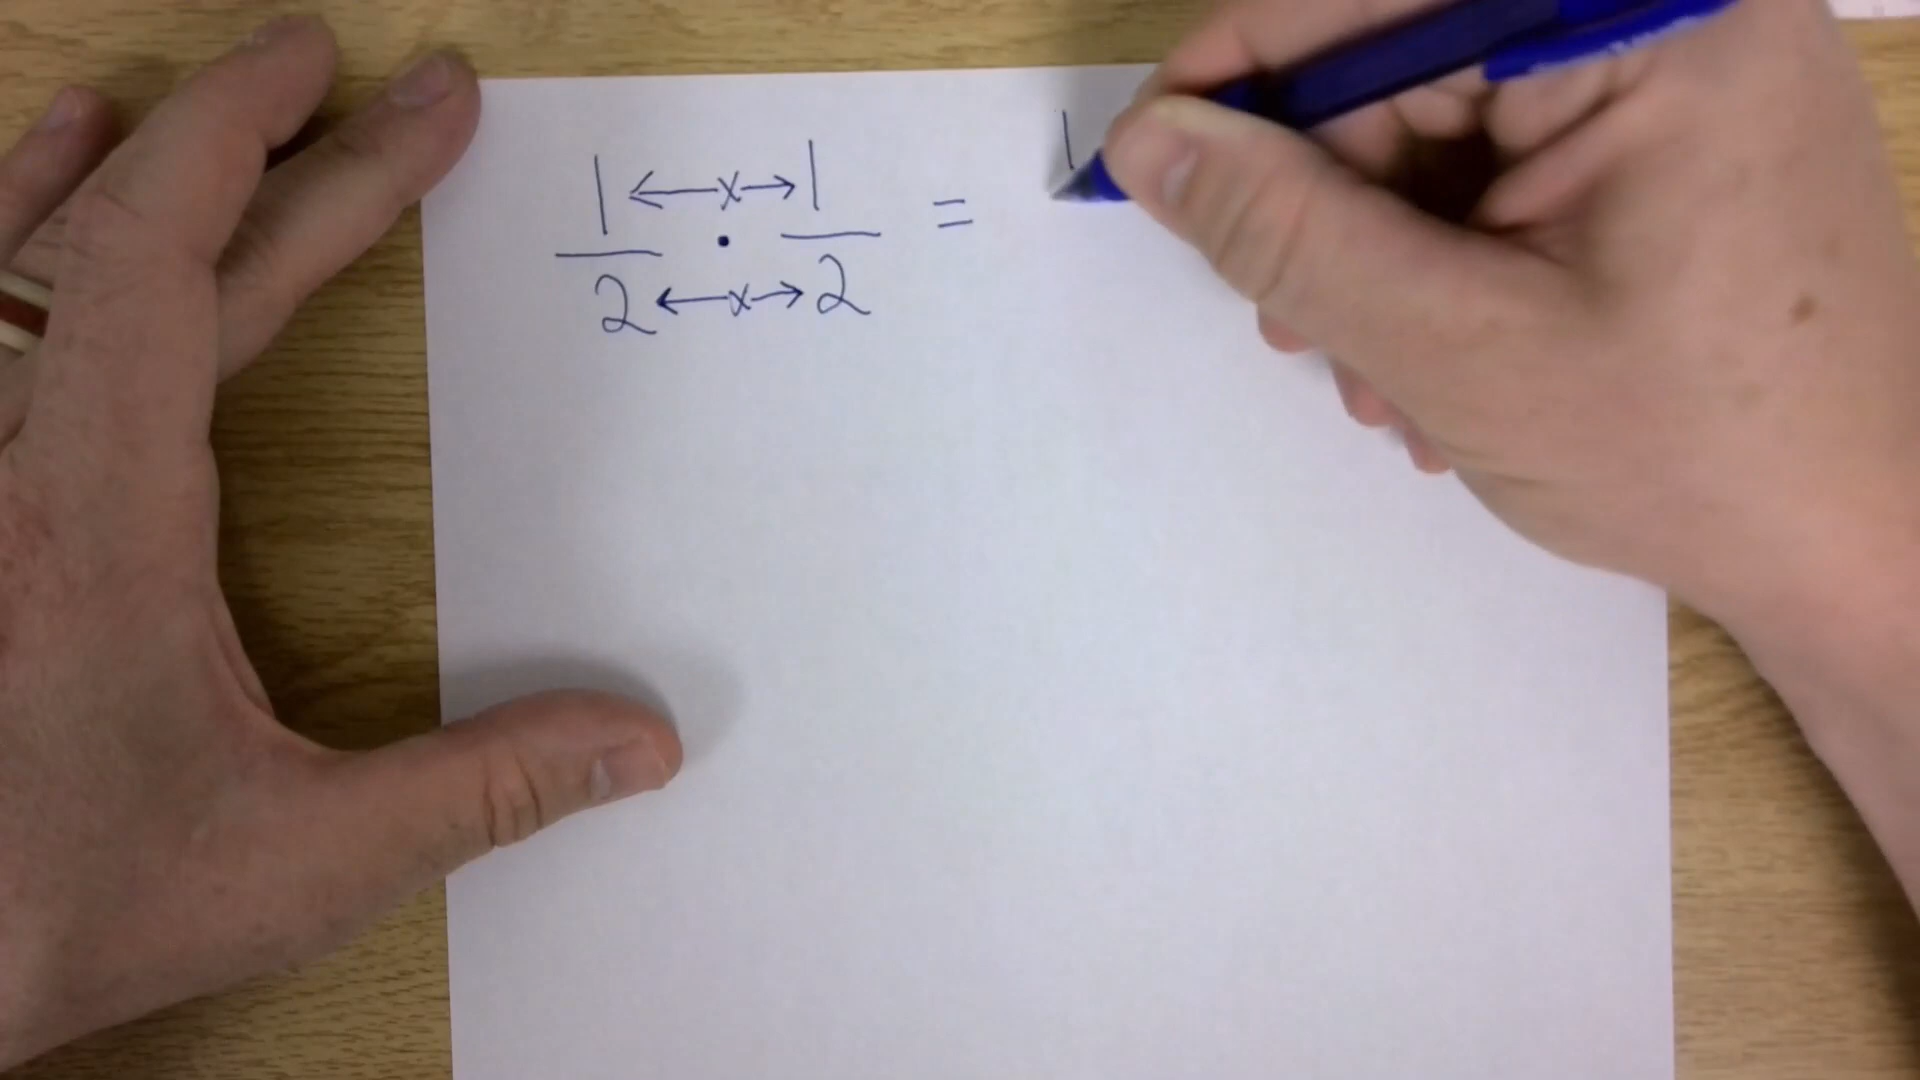 1 ←x→ 1
— · — = 1
2 ←x→ 2